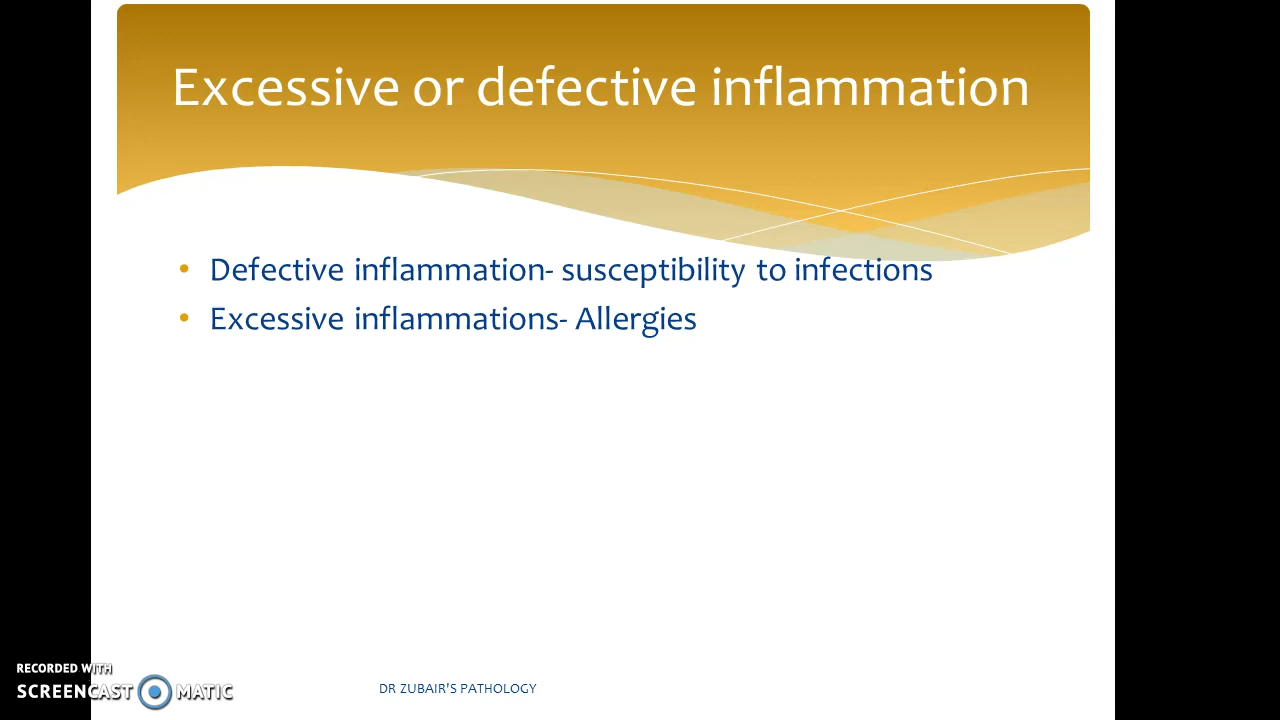 Excessive or defective inflammation
• Defective inflammation- susceptibility to infections
• Excessive inflammations- Allergies
RECORDED WITH
SCREENCAST MATIC
DR ZUBAIR'S PATHOLOGY